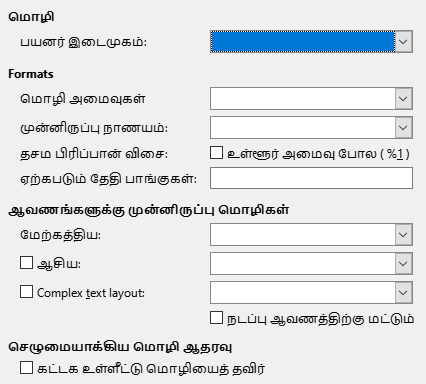 மொழி
பயனர் இடைமுகம்:
Formats
மொழி அமைவுகள்
முன்னிருப்பு நாணயம்:
தசம பிரிப்பான் விசை: உள்ளூர் அமைவு போல ( %1 )
ஏற்கபடும் தேதி பாங்குகள்:
ஆவணங்களுக்கு முன்னிருப்பு மொழிகள்
மேற்கத்திய:
ஆசிய:
Complex text layout:
நடப்பு ஆவணத்திற்கு மட்டும்
செழுமையாக்கிய மொழி ஆதரவு
கட்டக உள்ளீட்டு மொழியைத் தவிர்